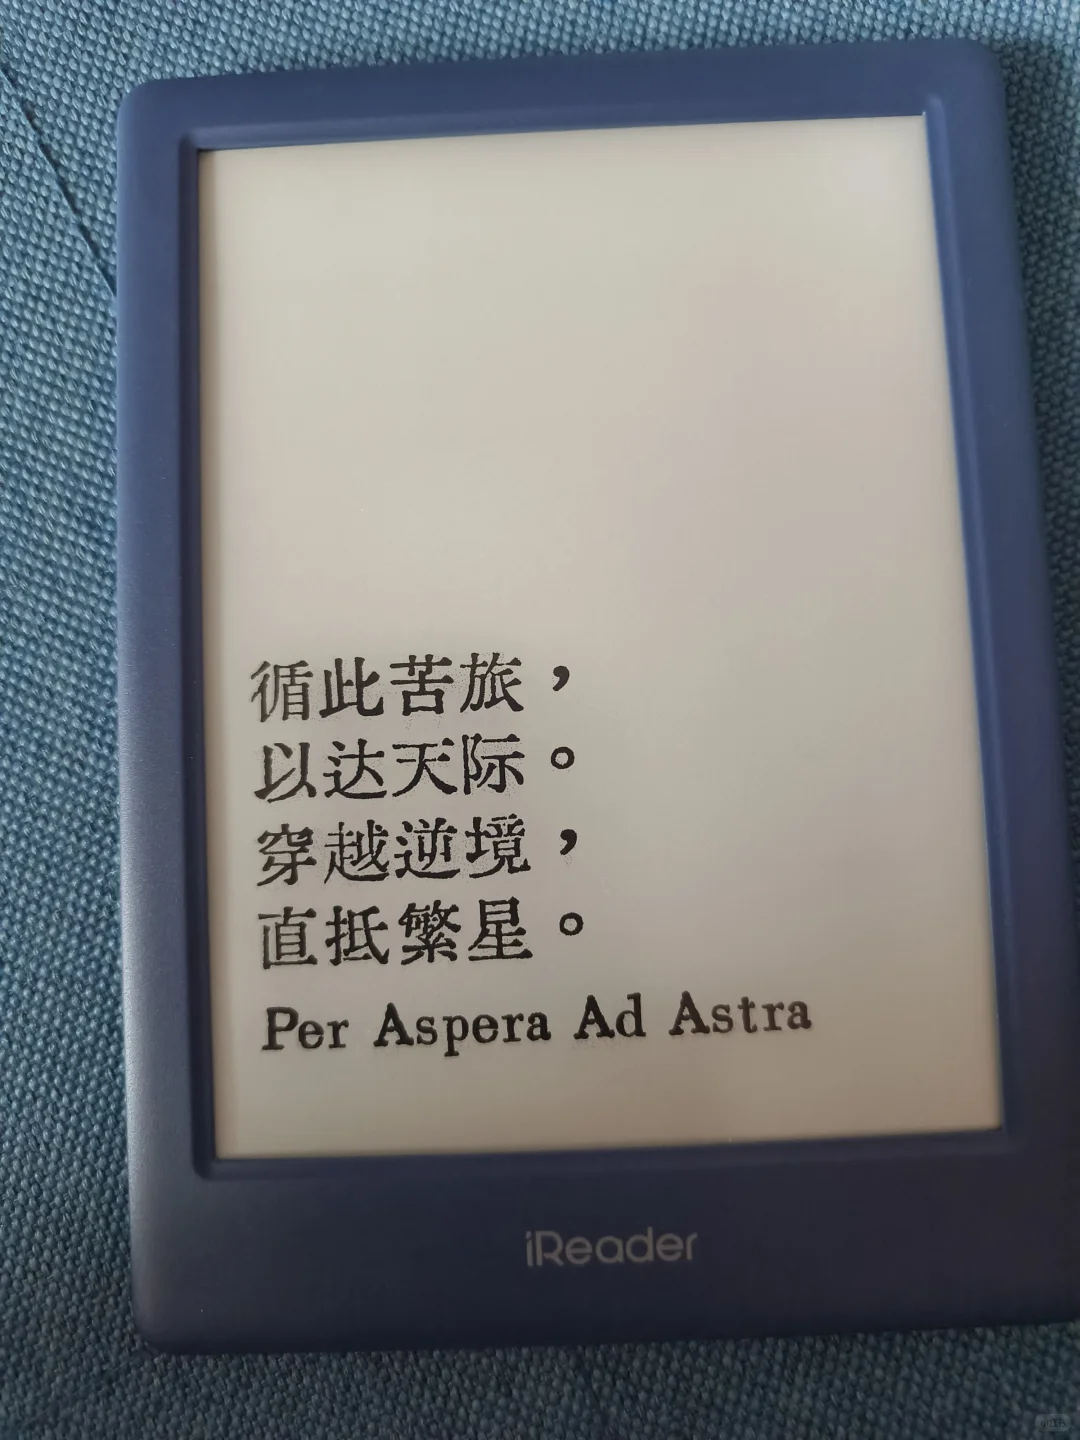 循此苦旅，
以达天际。
穿越逆境，
直抵繁星。
Per Aspera Ad Astra
iReader